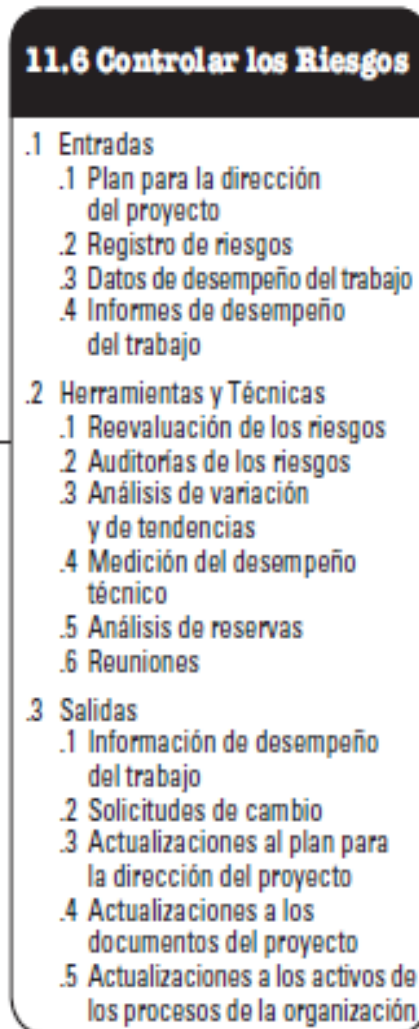 11.6 Controlar los Riesgos
.1 Entradas
.1 Plan para la dirección
del proyecto
.2 Registro de riesgos
.3 Datos de desempeño del trabajo
.4 Informes de desempeño
del trabajo
.2 Herramientas y Técnicas
.1 Reevaluación de los riesgos
.2 Auditorías de los riesgos
.3 Análisis de variación
y de tendencias
.4 Medición del desempeño
técnico
.5 Análisis de reservas
.6 Reuniones
.3 Salidas
.1 Información de desempeño
del trabajo
.2 Solicitudes de cambio
.3 Actualizaciones al plan para
la dirección del proyecto
.4 Actualizaciones a los
documentos del proyecto
.5 Actualizaciones a los activos de
los procesos de la organización